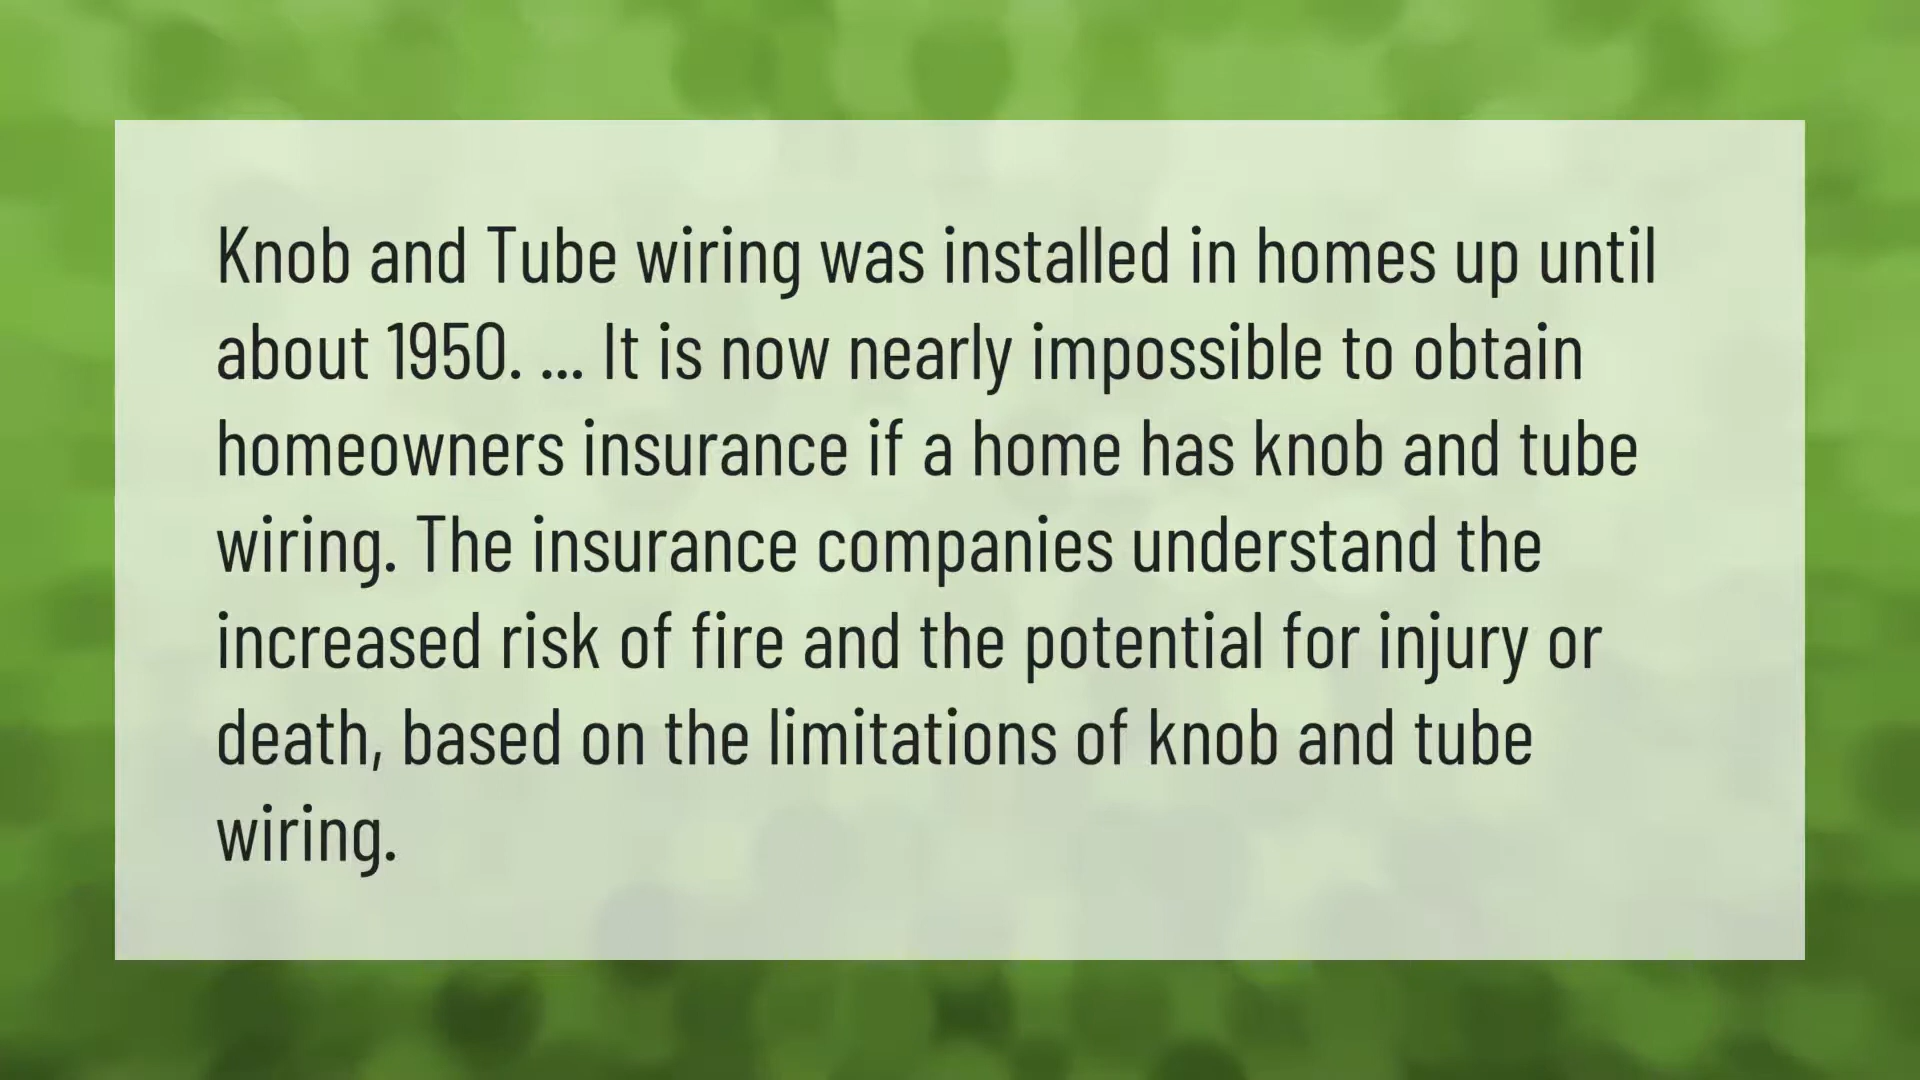 Knob and Tube wiring was installed in homes up until
about 1950. ... It is now nearly impossible to obtain
homeowners insurance if a home has knob and tube
wiring. The insurance companies understand the
increased risk of fire and the potential for injury or
death, based on the limitations of knob and tube
wiring.